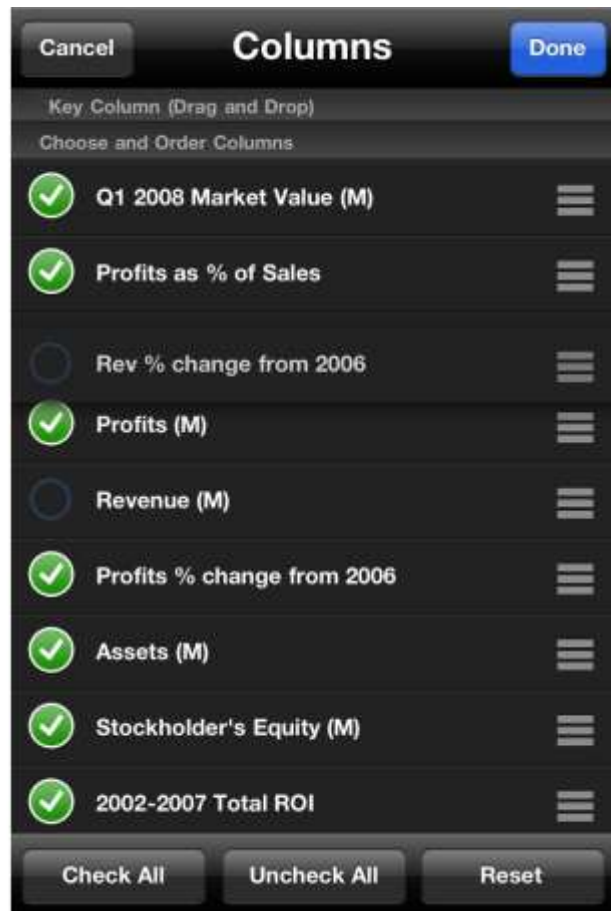 Cancel
Columns
Done
Key Column (Drag and Drop)
Choose and Order Columns
Q1 2008 Market Value (M)
Profits as % of Sales
Rev % change from 2006
Profits (M)
Revenue (M)
Profits % change from 2006
Assets (M)
Stockholder's Equity (M)
2002-2007 Total ROI
Check All
Uncheck All
Reset